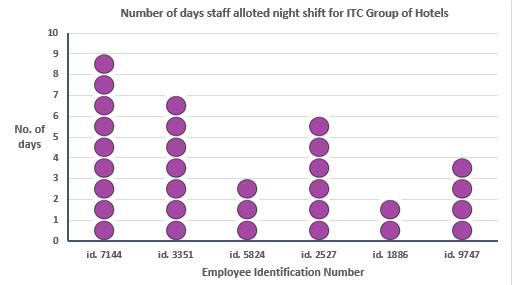 Number of days staff alloted night shift for ITC Group of Hotels
10
9
8
7
6
5
4
3
2
1
0
No. of
days
id. 7144 id. 3351 id. 5824 id. 2527 id. 1886 id. 9747
Employee Identification Number